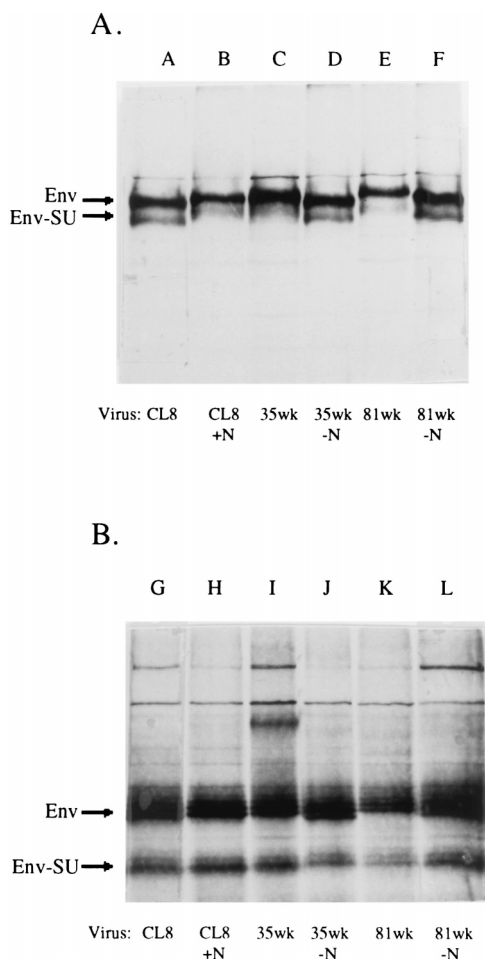 A.
A B C D E F
Env
Env-SU
Virus: CL8 CL8 35wk 35wk 81wk 81wk
+N -N -N
B.
G H I J K L
Env
Env-SU
Virus: CL8 CL8 35wk 35wk 81wk 81wk
+N -N -N